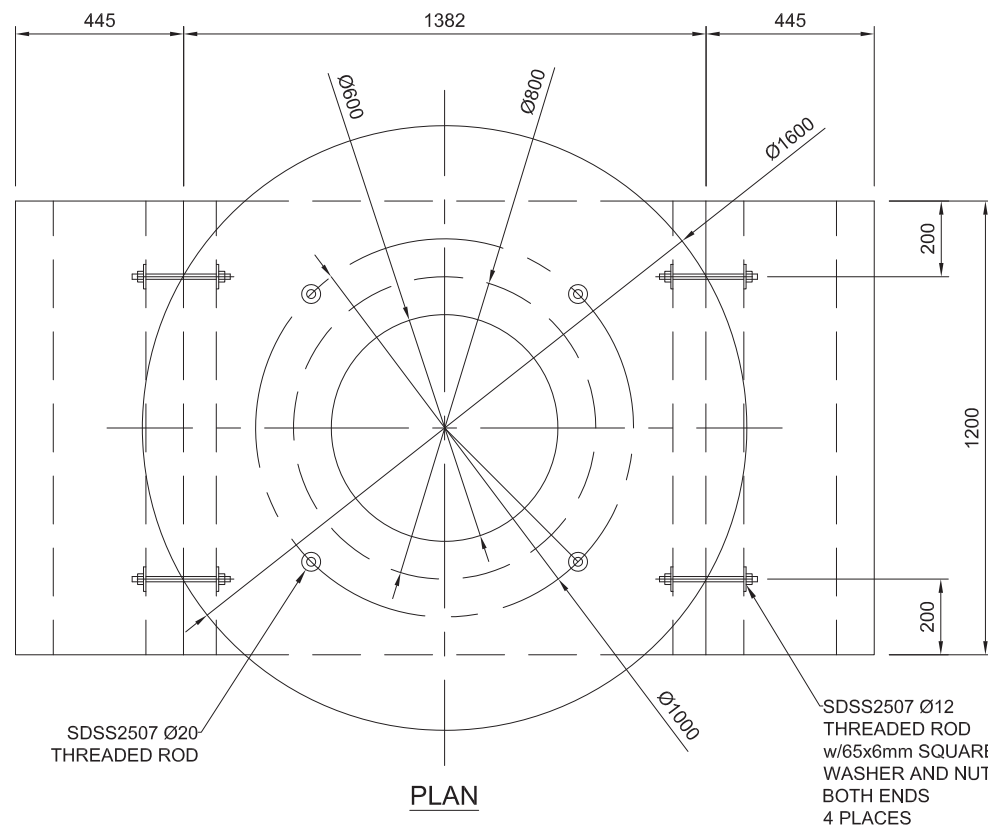 445
1382
445
Ø600
Ø800
Ø1600
200
1200
200
Ø1000
SDSS2507 Ø20
THREADED ROD
SDSS2507 Ø12
THREADED ROD
w/65x6mm SQUARE
WASHER AND NUT
BOTH ENDS
4 PLACES
PLAN